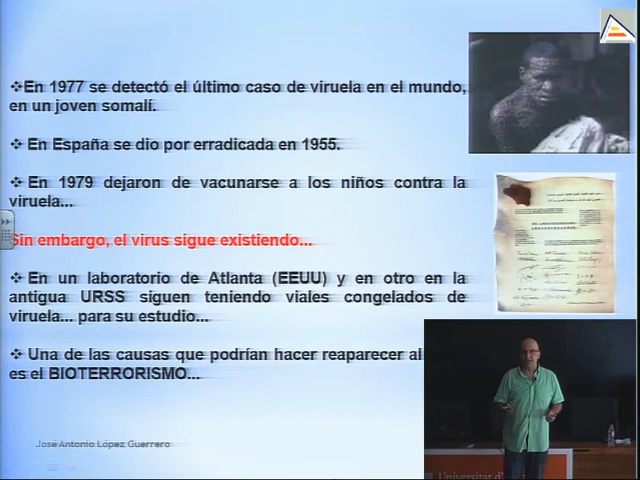 ❖En 1977 se detectó el último caso de viruela en el mundo,
en un joven somalí.
❖ En España se dio por erradicada en 1955.
❖ En 1979 dejaron de vacunarse a los niños contra la
viruela...
Sin embargo, el virus sigue existiendo...
❖ En un laboratorio de Atlanta (EEUU) y en otro en la
antigua URSS siguen teniendo viales congelados de
viruela... para su estudio...
❖ Una de las causas que podrían hacer reaparecer al
es el BIOTERRORISMO...
José Antonio López Guerrero
Universitat